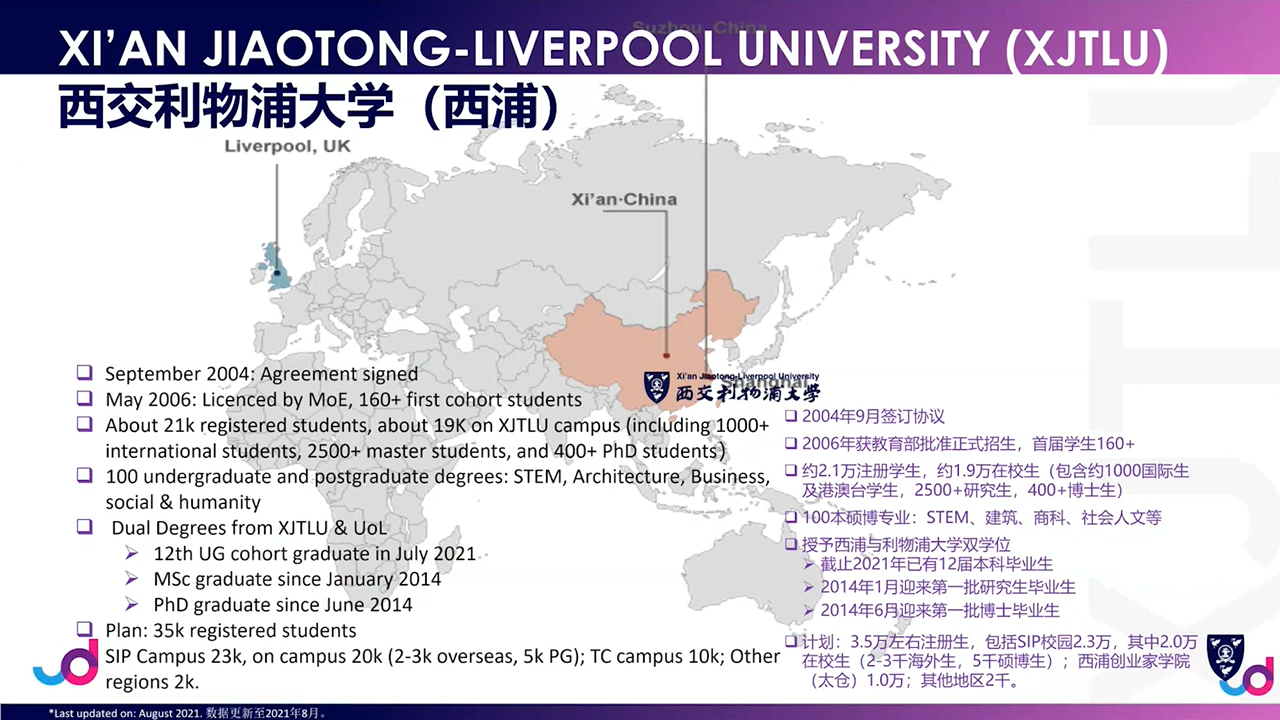 Suzhou, China
XI'AN JIAOTONG-LIVERPOOL UNIVERSITY (XJTLU)
西交利物浦大学（西浦）
Liverpool, UK
Xi'an·China
Xi'an Jiaotong-Liverpool University
西交利物浦大学
Shanghai
❑ September 2004: Agreement signed
❑ May 2006: Licenced by MoE, 160+ first cohort students
❑ About 21k registered students, about 19K on XJTLU campus (including 1000+
international students, 2500+ master students, and 400+ PhD students)
❑ 100 undergraduate and postgraduate degrees: STEM, Architecture, Business,
social & humanity
❑ Dual Degrees from XJTLU & UoL
➢ 12th UG cohort graduate in July 2021
➢ MSc graduate since January 2014
➢ PhD graduate since June 2014
❑ Plan: 35k registered students
SIP Campus 23k, on campus 20k (2-3k overseas, 5k PG); TC campus 10k; Other
regions 2k.
❑ 2004年9月签订协议
❑ 2006年获教育部批准正式招生，首届学生160+
❑ 约2.1万注册学生，约1.9万在校生（包含约1000国际生
及港澳台学生，2500+研究生，400+博士生）
❑ 100本硕博专业：STEM、建筑、商科、社会人文等
❑ 授予西浦与利物浦大学双学位
➢ 截止2021年已有12届本科毕业生
➢ 2014年1月迎来第一批研究生毕业生
➢ 2014年6月迎来第一批博士毕业生
❑ 计划：3.5万左右注册生，包括SIP校园2.3万，其中2.0万
在校生（2-3千海外生，5千硕博生）；西浦创业家学院
（太仓）1.0万；其他地区2千。
*Last updated on: August 2021. 数据更新至2021年8月。
XJTLU